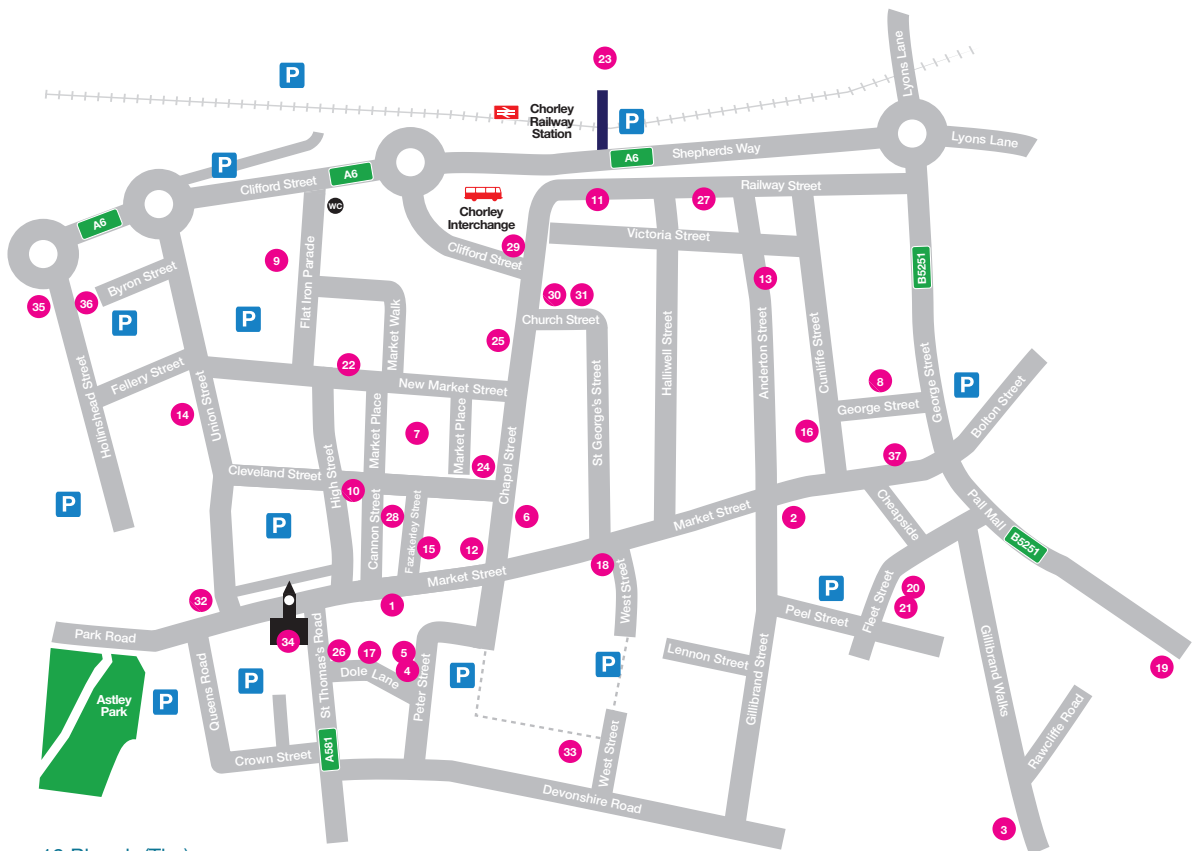 Lyons Lane
23
P
P
Chorley
Railway
Station
P
Lyons Lane
A6
Shepherds Way
P
A6
Clifford Street
Railway Street
11
27
WC
Chorley
Interchange
A6
29
Clifford Street
Victoria Street
9
Flat Iron Parade
Byron Street
B5251
13
35
36
P
P
30
31
Church Street
Market Walk
25
Halliwell Street
Anderton Street
Cunliffe Street
22
New Market Street
Fellery Street
Hollinshead Street
Union Street
14
8
George Street
George Street
P
Bolton Street
St George's Street
Market Place
7
Market Place
16
37
24
Chapel Street
Cleveland Street
High Street
10
P
Cannon Street
28
Fazakerley Street
6
Market Street
2
Cheapside
Pall Mall
B5251
P
15
12
18
Market Street
West Street
P
20
21
Fleet Street
32
1
Peel Street
Park Road
34
26
17
5
4
Dole Lane
St Thomas's Road
Peter Street
P
P
Lennon Street
Gillibrand Street
Gillibrand Walks
19
Astley
Park
P
Queens Road
P
Crown Street
A581
33
West Street
Rawcliffe Road
Devonshire Road
3